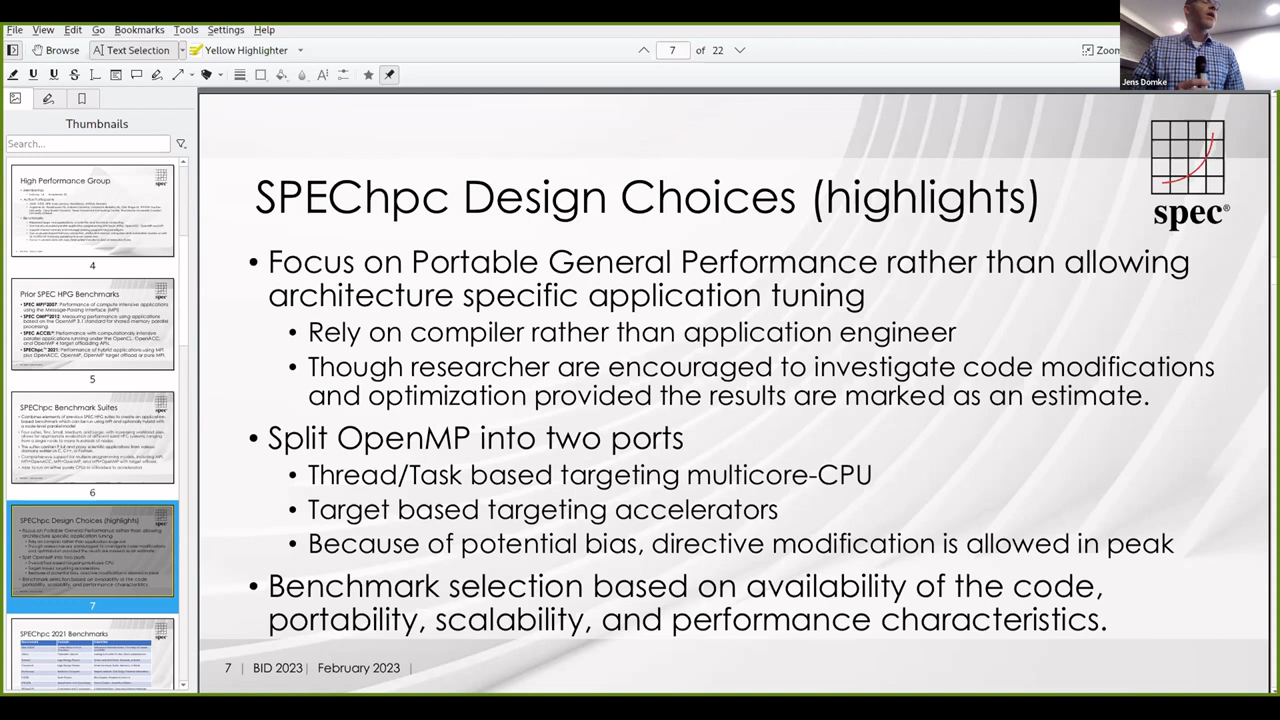 File View Edit Go Bookmarks Tools Settings Help
Browse Text Selection Yellow Highlighter 7 of 22 Zoom
Jens Domke
Thumbnails
Search...
High Performance Group
4
Prior SPEC HPG Benchmarks
5
SPEChpc Benchmark Suites
6
SPEChpc Design Choices (highlights)
7
SPEChpc 2021 Benchmarks
spec®
SPEChpc Design Choices (highlights)
• Focus on Portable General Performance rather than allowing
architecture specific application tuning
• Rely on compiler rather than application engineer
• Though researcher are encouraged to investigate code modifications
and optimization provided the results are marked as an estimate.
• Split OpenMP into two ports
• Thread/Task based targeting multicore-CPU
• Target based targeting accelerators
• Because of potential bias, directive modification is allowed in peak
• Benchmark selection based on availability of the code,
portability, scalability, and performance characteristics.
7 | BID 2023 | February 2023 |